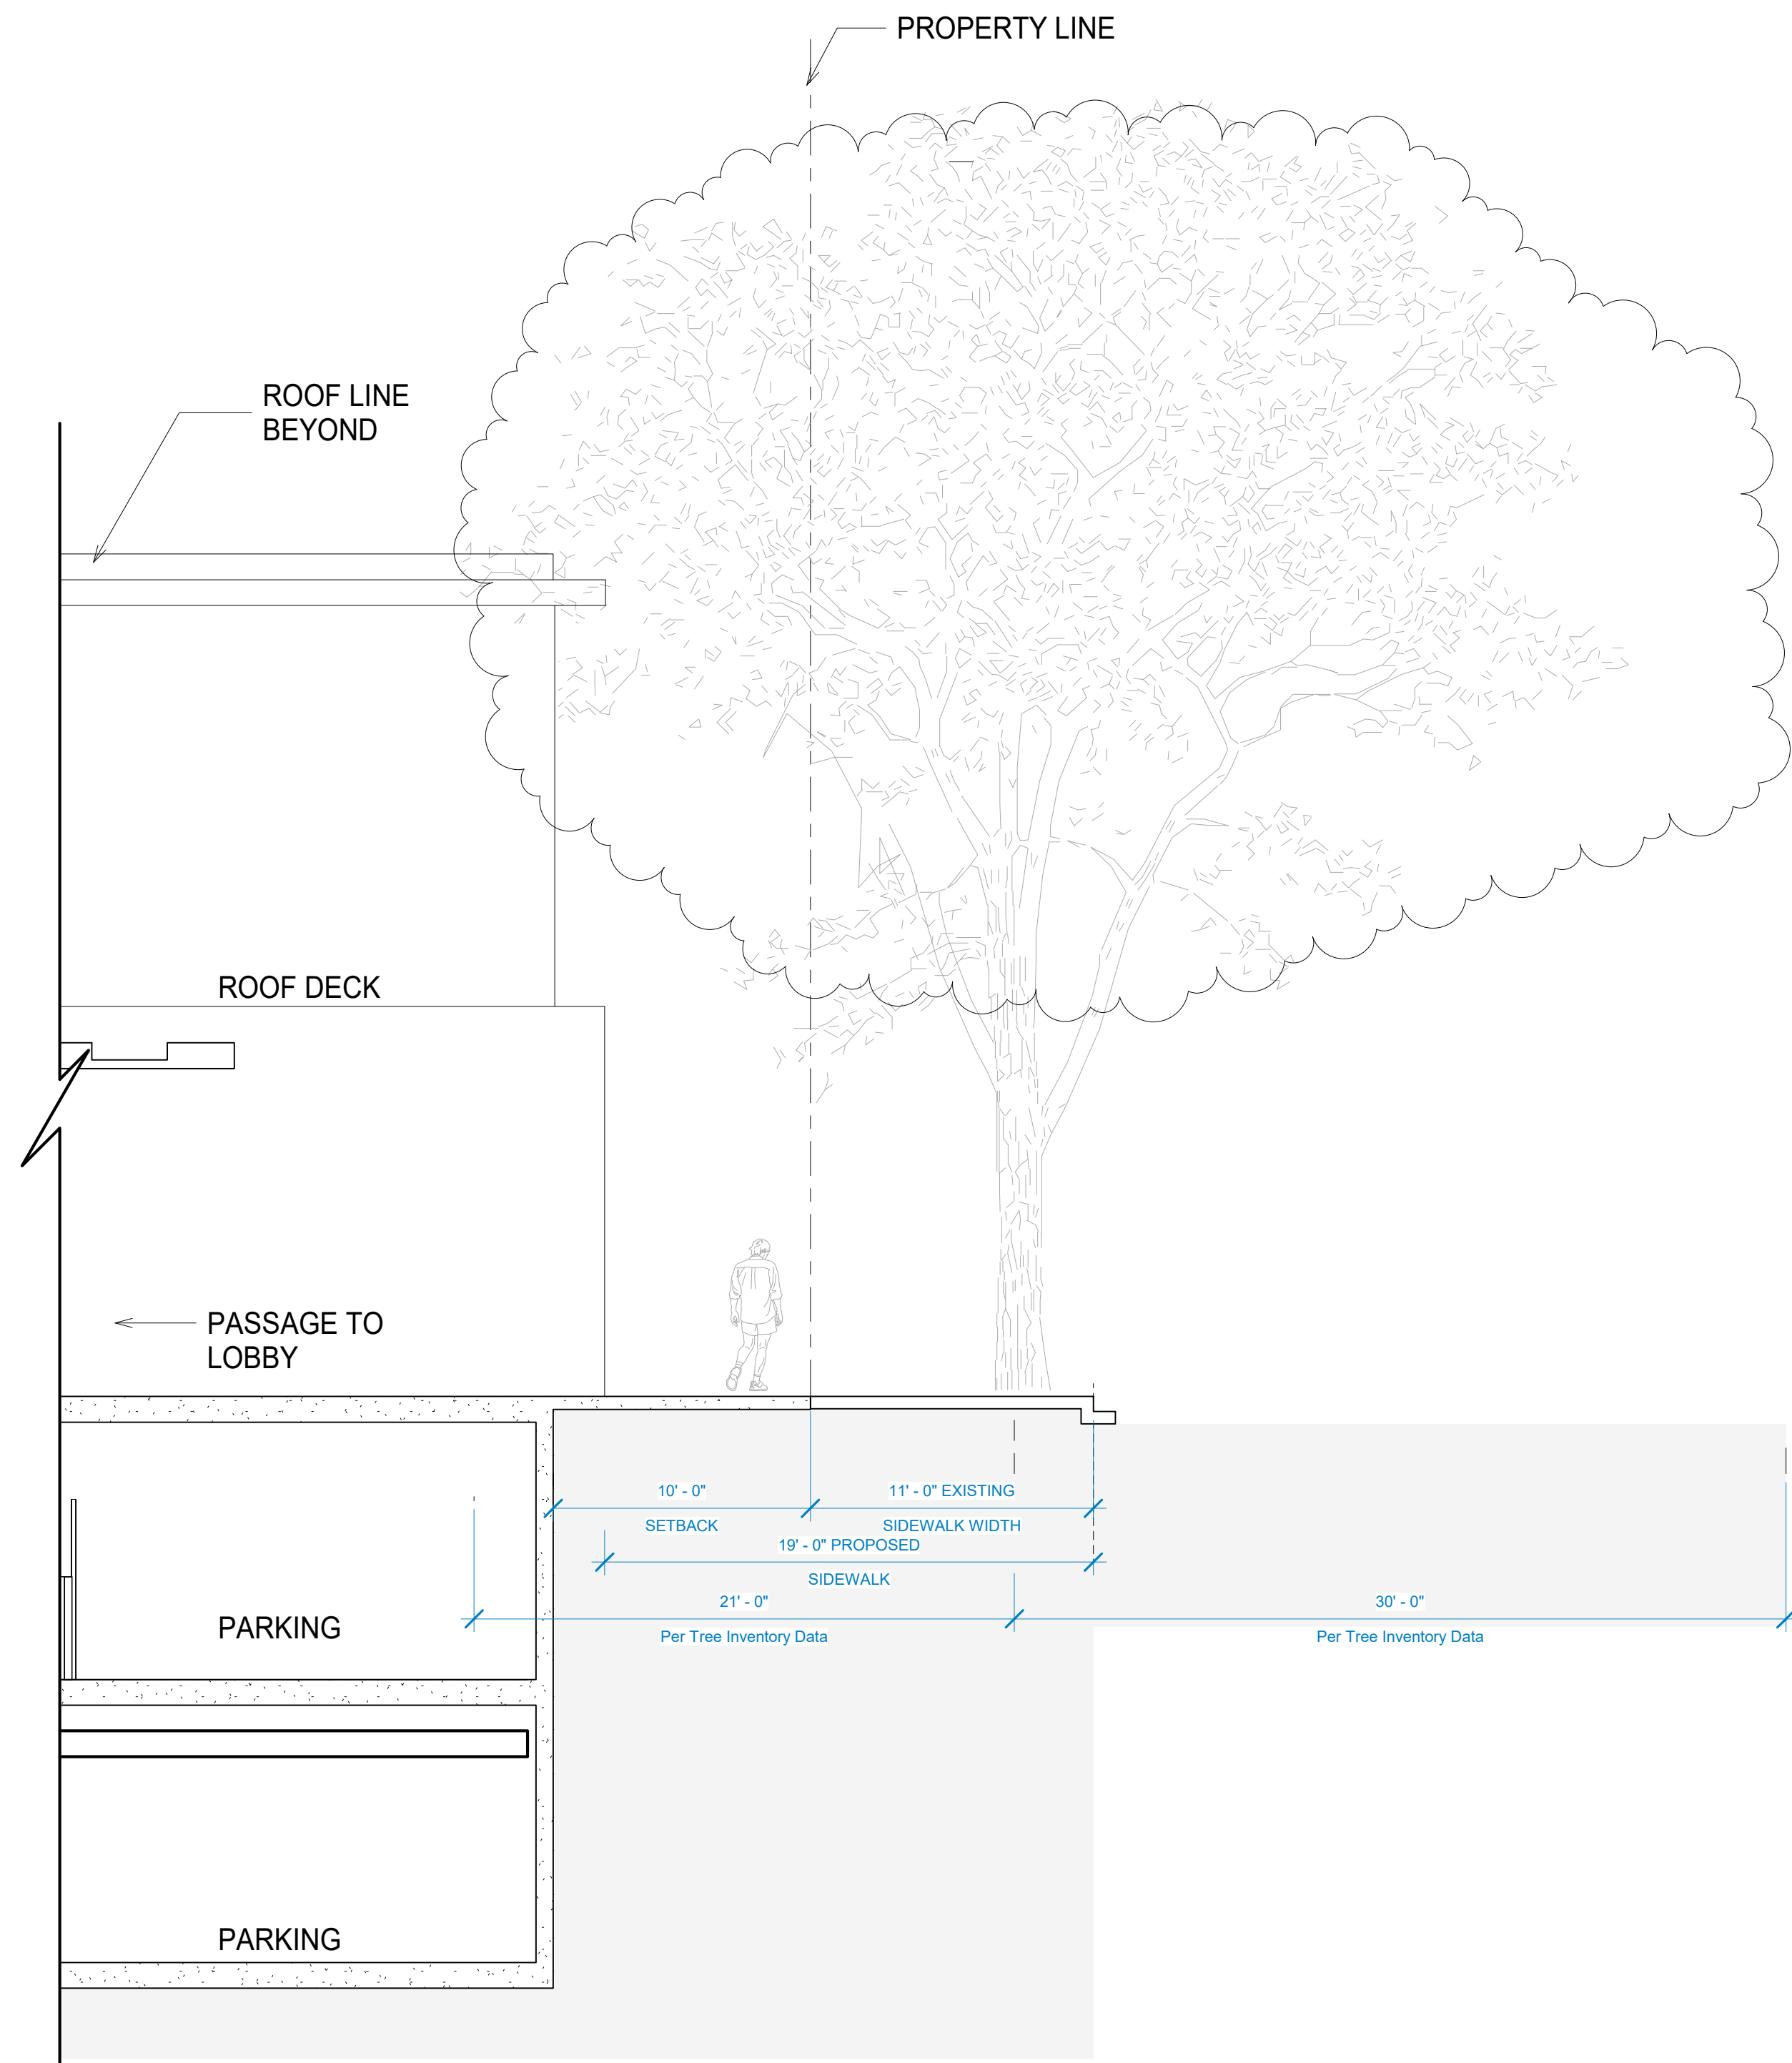 PROPERTY LINE
ROOF LINE
BEYOND
ROOF DECK
PASSAGE TO
LOBBY
10' - 0"
SETBACK
11' - 0" EXISTING
SIDEWALK WIDTH
19' - 0" PROPOSED
SIDEWALK
21' - 0"
Per Tree Inventory Data
30' - 0"
Per Tree Inventory Data
PARKING
PARKING